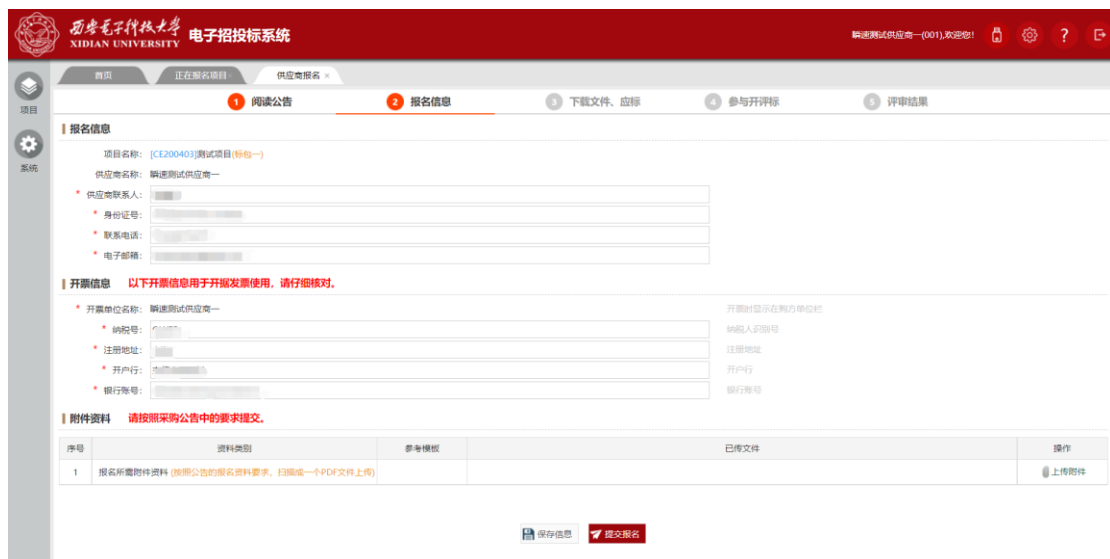 西安电子科技大学
XIDIAN UNIVERSITY
电子招投标系统
瞬速测试供应商一(001),欢迎您!
?
首页
正在报名项目 ×
供应商报名 ×
项目
系统
1 阅读公告
2 报名信息
3 下载文件、应标
4 参与开评标
5 评审结果
报名信息
项目名称: [CE200403]测试项目(标包一)
供应商名称: 瞬速测试供应商一
* 供应商联系人:
* 身份证号:
* 联系电话:
* 电子邮箱:
开票信息 以下开票信息用于开据发票使用，请仔细核对。
* 开票单位名称: 瞬速测试供应商一 开票时显示在购方单位栏
* 纳税号: 纳税人识别号
* 注册地址: 注册地址
* 开户行: 开户行
* 银行账号: 银行账号
附件资料 请按照采购公告中的要求提交。
序号 资料类别 参考模板 已传文件 操作
1 报名所需附件资料 (按照公告的报名资料要求、扫描成一个PDF文件上传) 上传附件
保存信息 提交报名